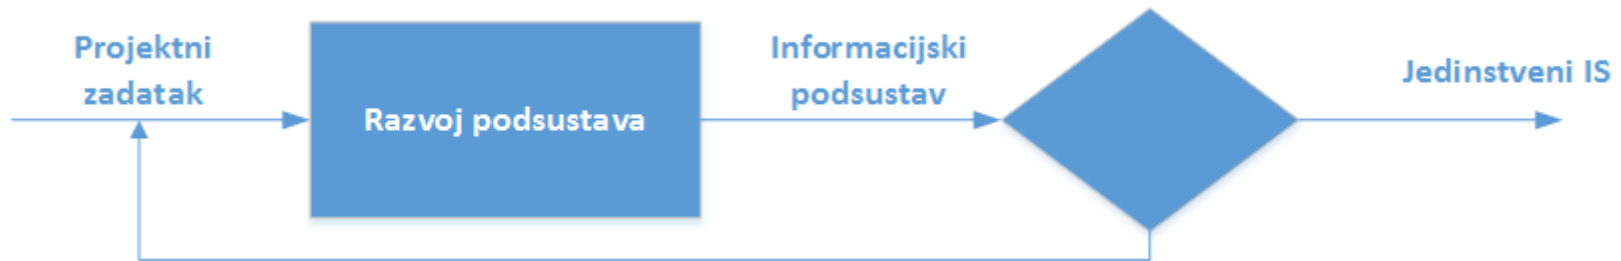 Projektni
zadatak
Razvoj podsustava
Informacijski
podsustav
Jedinstveni IS